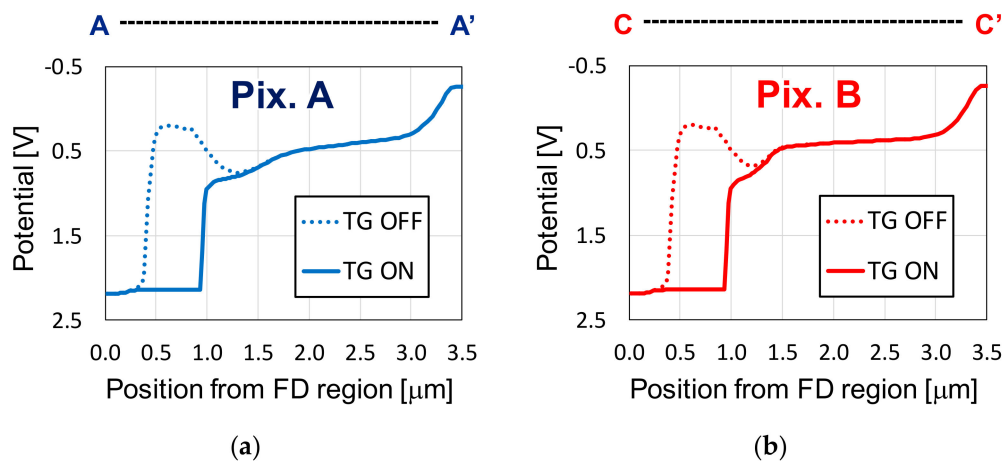 A A’
Pix. A
Potential [V]
-0.5
0.5
1.5
2.5
TG OFF
TG ON
0.0 0.5 1.0 1.5 2.0 2.5 3.0 3.5
Position from FD region [μm]
(a)
C C’
Pix. B
Potential [V]
-0.5
0.5
1.5
2.5
TG OFF
TG ON
0.0 0.5 1.0 1.5 2.0 2.5 3.0 3.5
Position from FD region [μm]
(b)